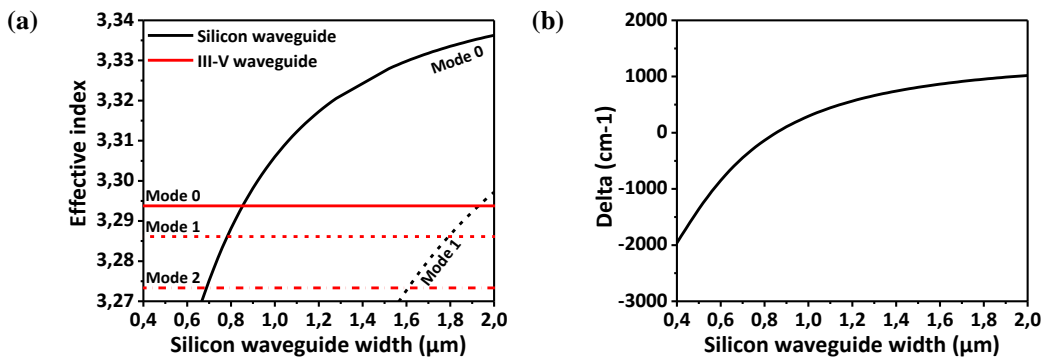 (a)
3,34
3,33
3,32
3,31
3,30
3,29
3,28
3,27
Effective index
Silicon waveguide
III-V waveguide
Mode 0
Mode 0
Mode 1
Mode 1
Mode 2
0,4 0,6 0,8 1,0 1,2 1,4 1,6 1,8 2,0
Silicon waveguide width (µm)
(b)
3000
2000
1000
0
-1000
-2000
-3000
Delta (cm-1)
0,4 0,6 0,8 1,0 1,2 1,4 1,6 1,8 2,0
Silicon waveguide width (µm)